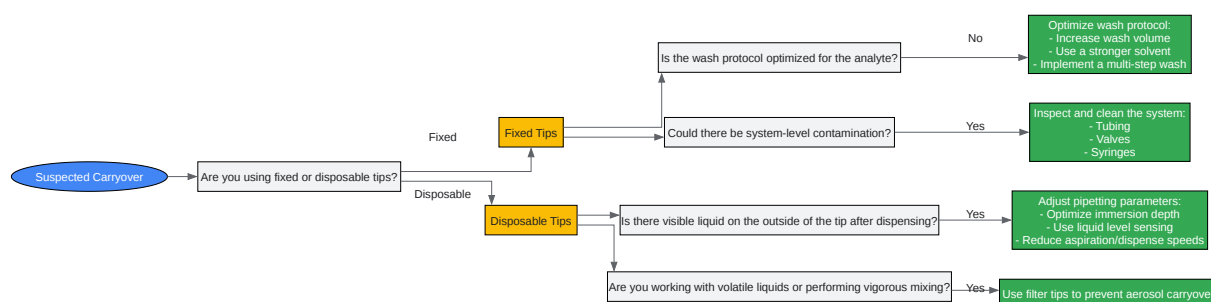 Suspected Carryover
Are you using fixed or disposable tips?
Fixed
Disposable
Fixed Tips
Disposable Tips
Is the wash protocol optimized for the analyte?
No
Optimize wash protocol:
- Increase wash volume
- Use a stronger solvent
- Implement a multi-step wash
Could there be system-level contamination?
Yes
Inspect and clean the system:
- Tubing
- Valves
- Syringes
Is there visible liquid on the outside of the tip after dispensing?
Yes
Adjust pipetting parameters:
- Optimize immersion depth
- Use liquid level sensing
- Reduce aspiration/dispense speeds
Are you working with volatile liquids or performing vigorous mixing?
Yes
Use filter tips to prevent aerosol carryove